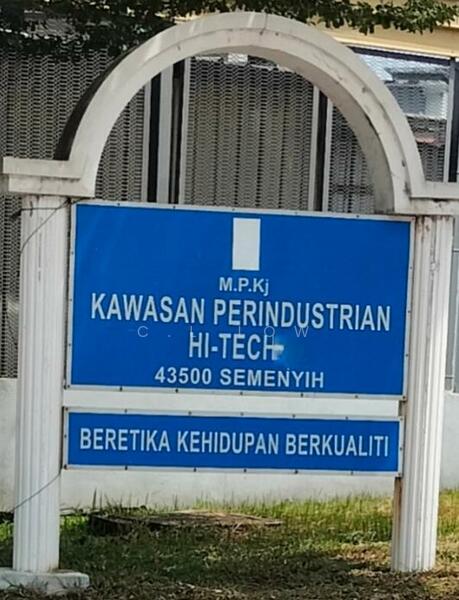 M.P.Kj
KAWASAN PERINDUSTRIAN
HI-TECH
43500 SEMENYIH
BERETIKA KEHIDUPAN BERKUALITI